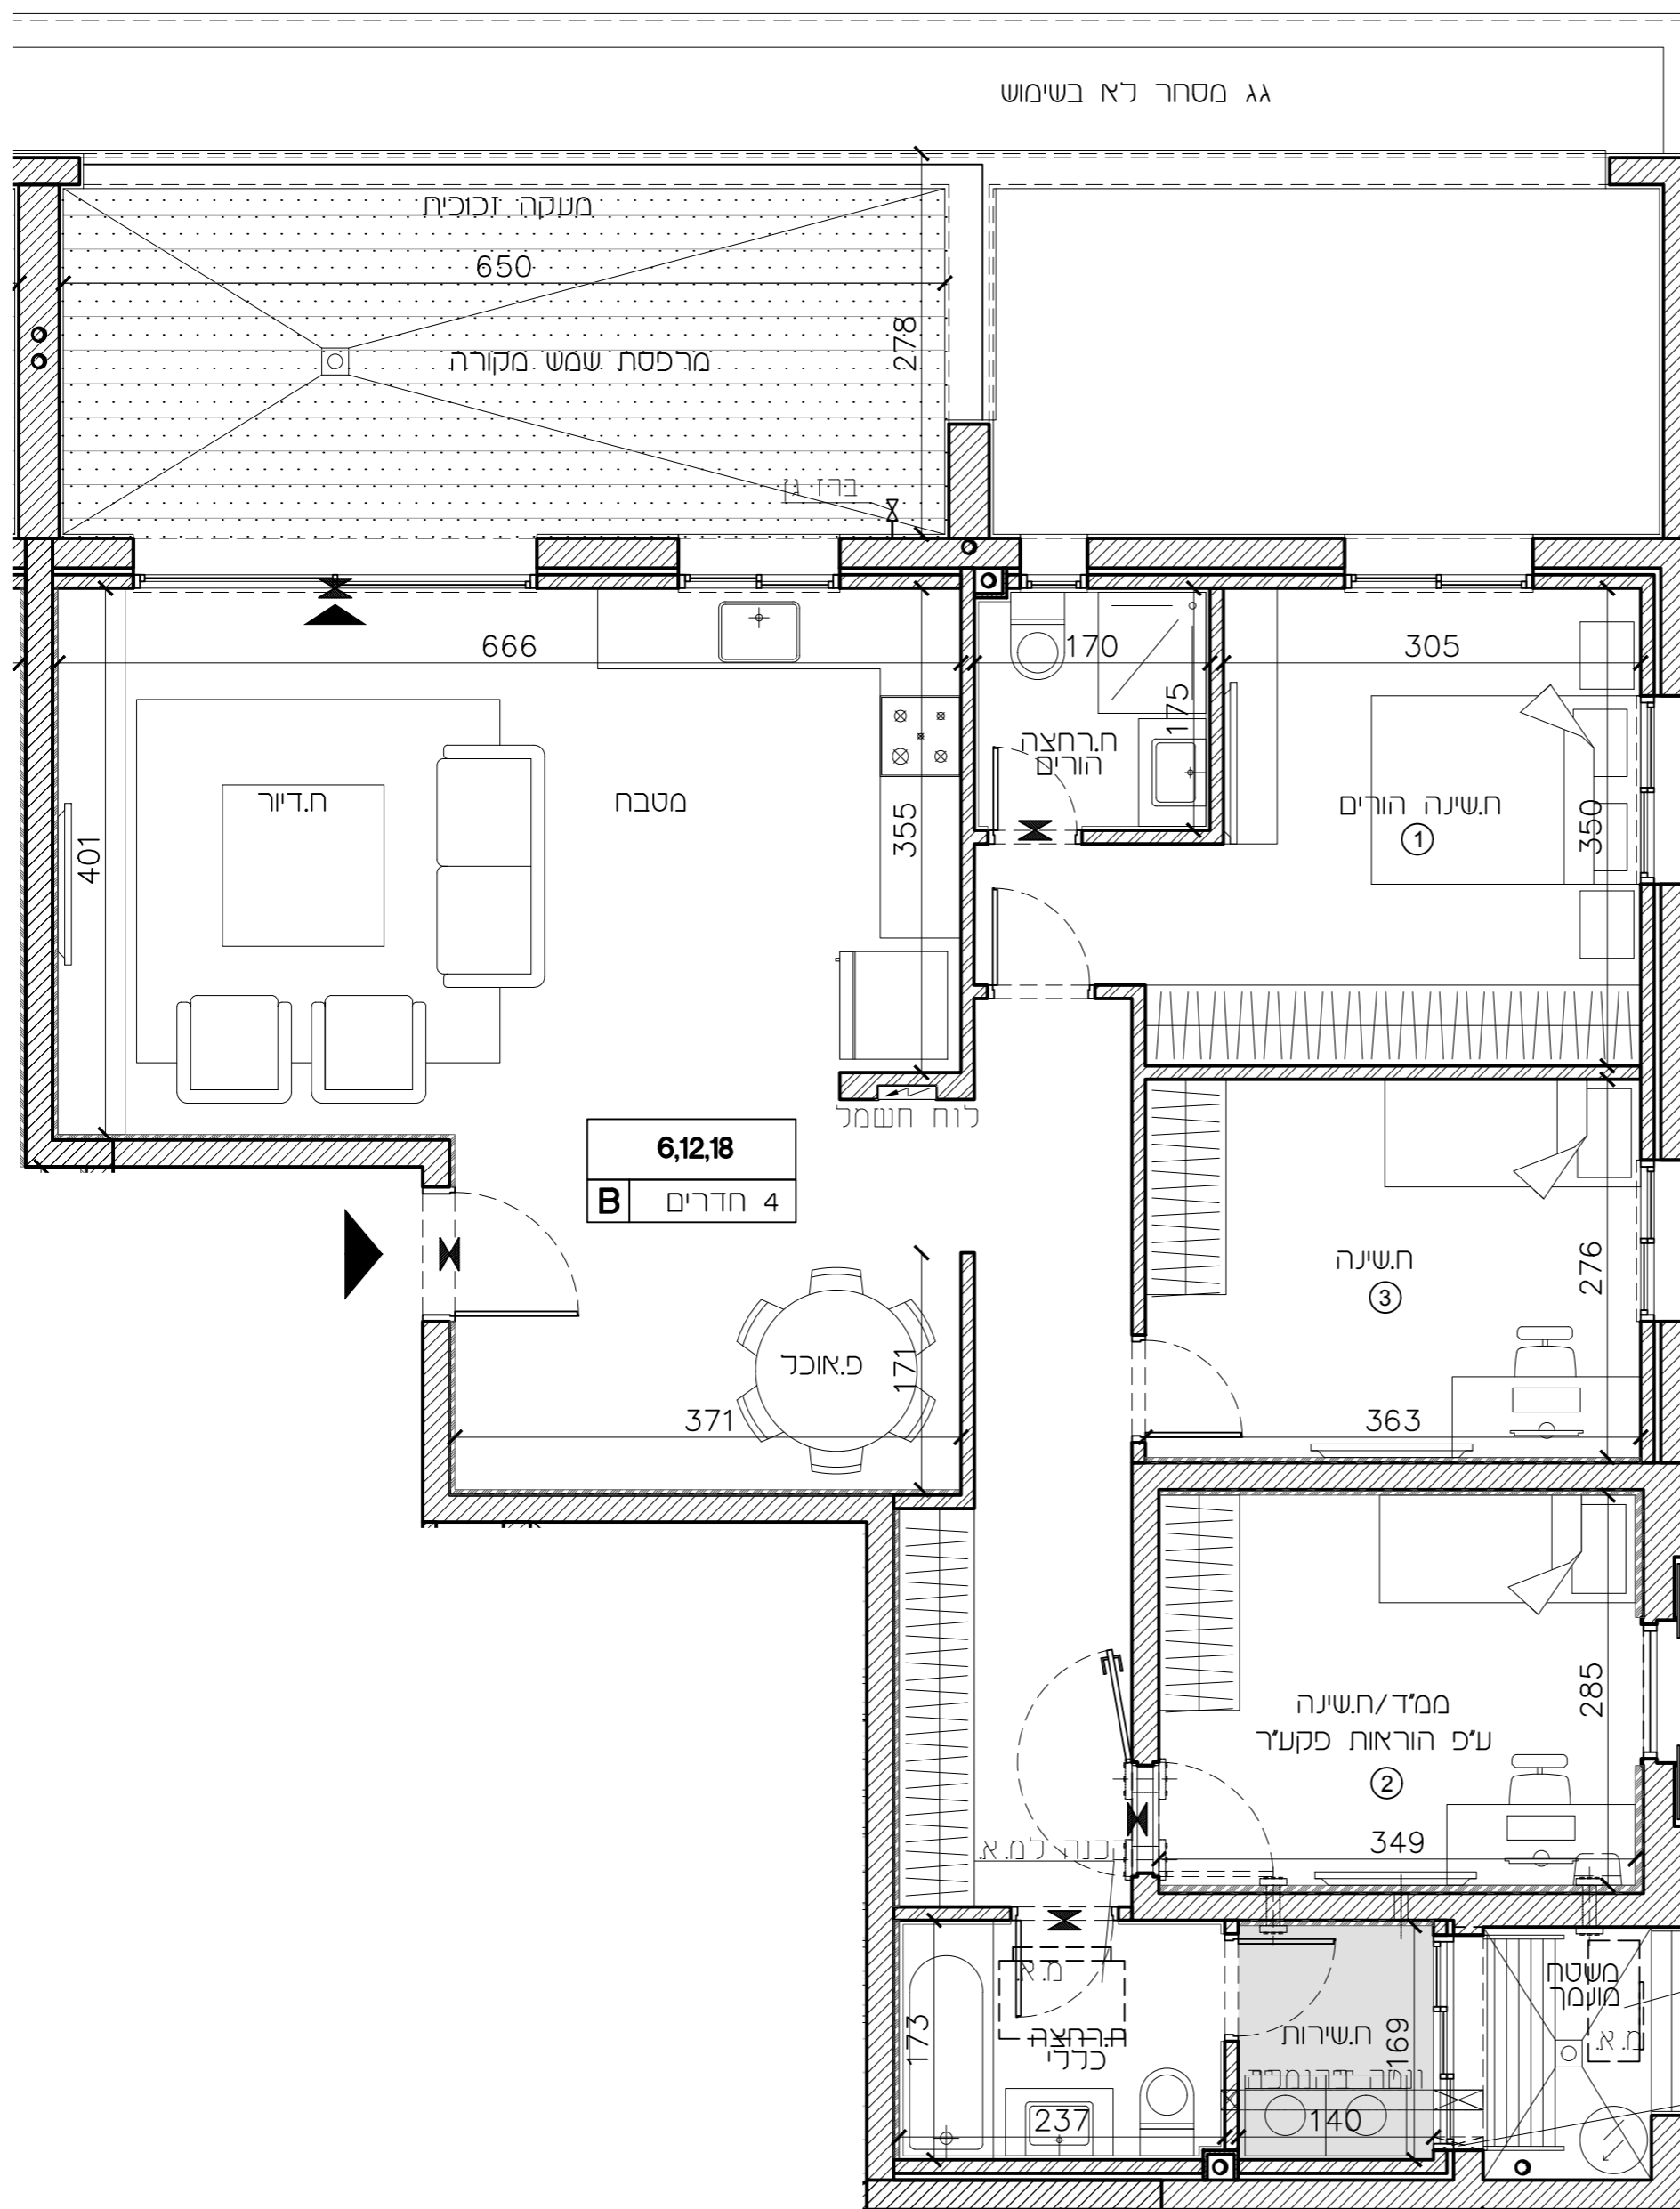 גג מסחר לא בשימוש
מעקה זכוכית
650
278
מרפסת שמש מקורה
ברז גן
666
170
305
175
ח.רחצה
הורים
ח.דיור
מטבח
355
401
ח.שינה הורים
1
350
לוח חשמל
6,12,18
B
4 חדרים
ח.שינה
3
276
פ.אוכל
171
371
363
ממ"ד/ח.שינה
ע"פ הוראות פקע"ר
2
285
349
הכנה למ.א.
מ.א.
173
ח.רחצה
כללי
237
ח.שירות
169
140
משטח
מונמך
מ.א.